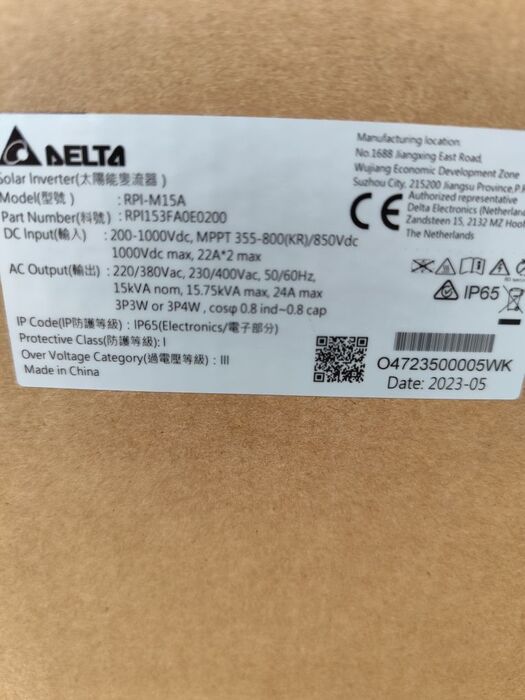 DELTA
Solar Inverter(太陽能變流器)
Model(型號) : RPI-M15A
Part Number(料號) : RPI153FA0E0200
DC Input(輸入) : 200-1000Vdc, MPPT 355-800(KR)/850Vdc
1000Vdc max, 22A*2 max
AC Output(輸出) : 220/380Vac, 230/400Vac, 50/60Hz,
15kVA nom, 15.75kVA max, 24A max
3P3W or 3P4W, cosφ 0.8 ind~0.8 cap
IP Code(IP防護等級) : IP65(Electronics/電子部分)
Protective Class(防護等級): I
Over Voltage Category(過電壓等級) : III
Made in China
Manufacturing location:
No.1688 Jiangxing East Road,
Wujiang Economic Development Zone
Suzhou City, 215200 Jiangsu Province,P.R
CE
Authorized representative
Delta Electronics (Netherlands
Zandsteen 15, 2132 MZ Hoof
The Netherlands
IP65
O4723500005WK
Date: 2023-05